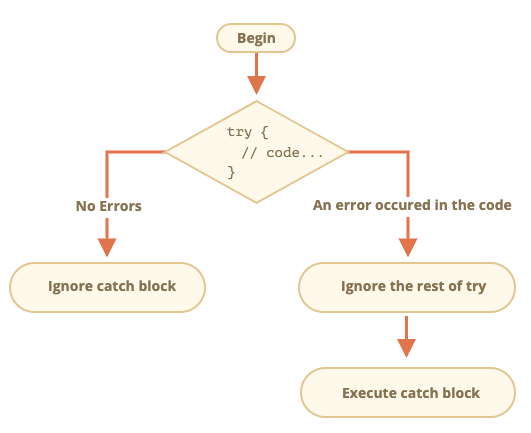 Begin
try {
// code...
}
No Errors
An error occured in the code
Ignore catch block
Ignore the rest of try
Execute catch block